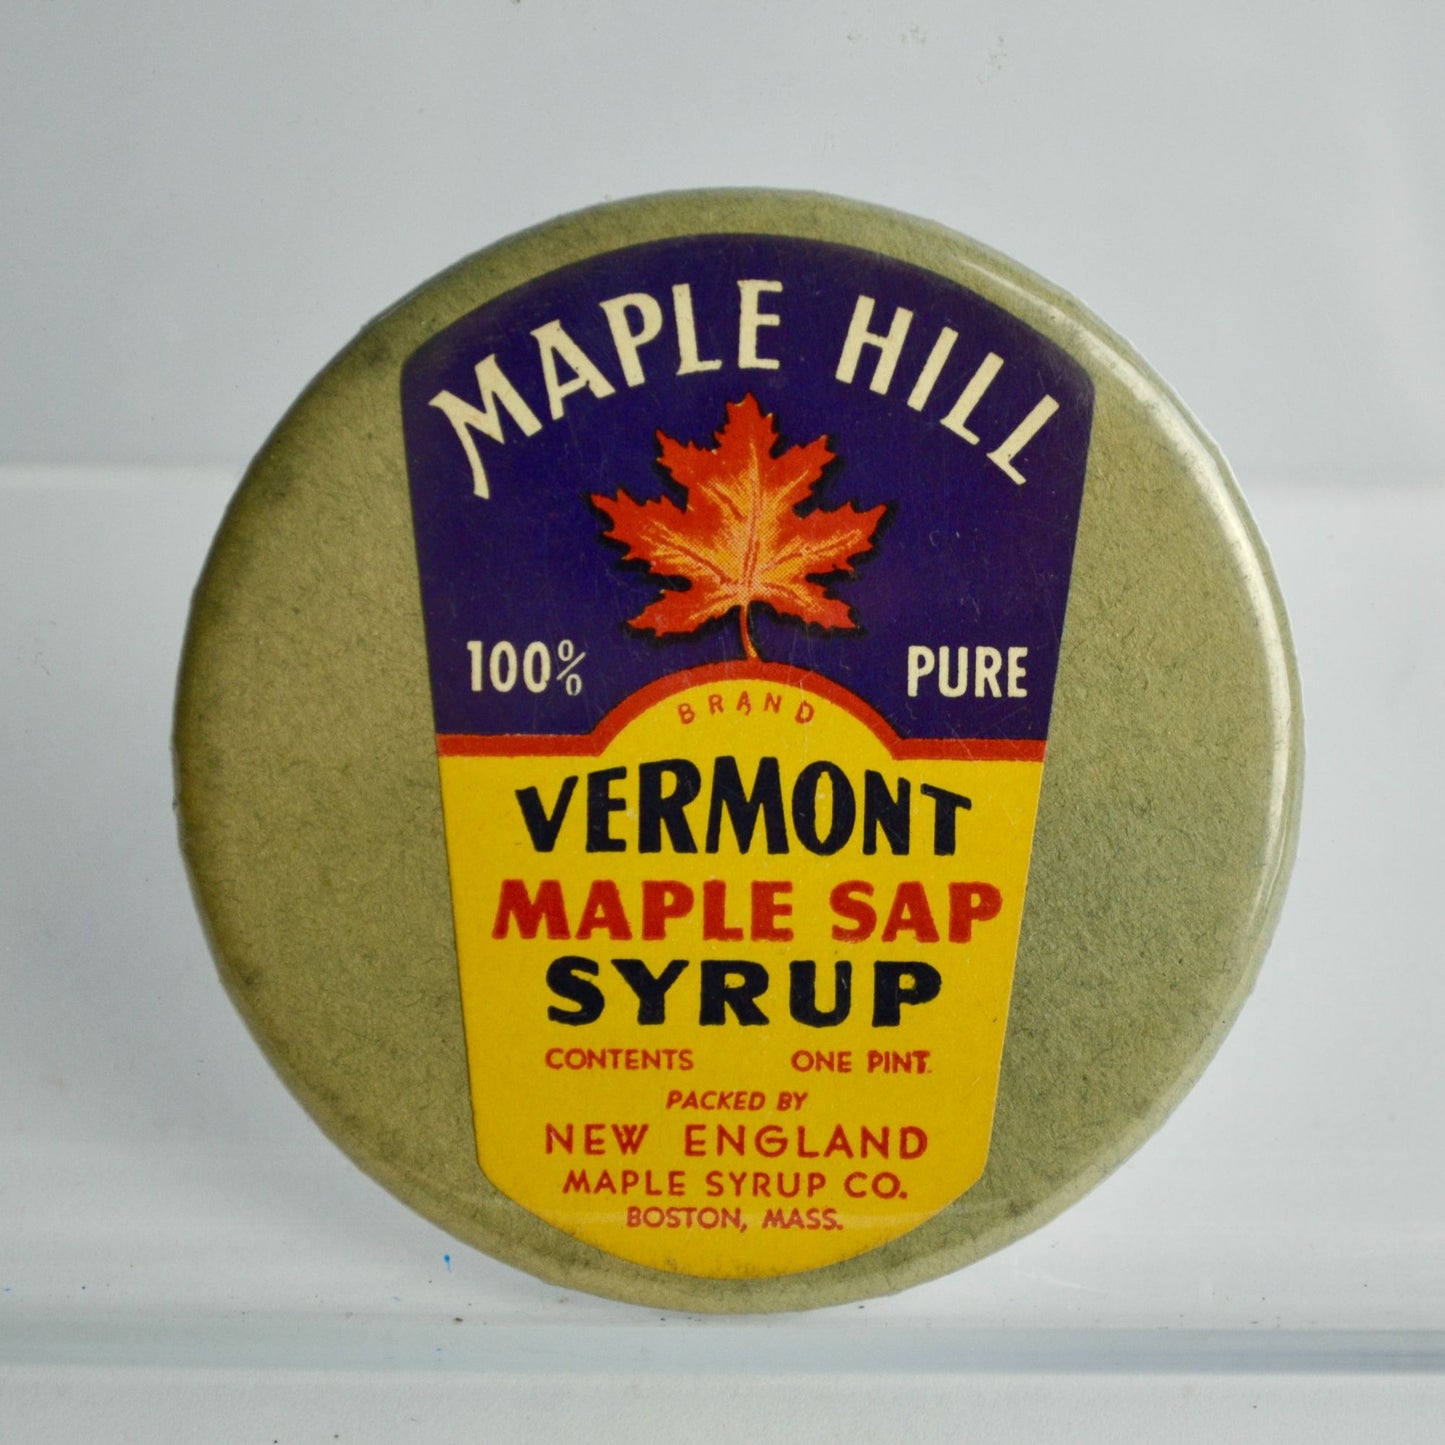 MAPLE HILL
100% PURE
BRAND
VERMONT
MAPLE SAP
SYRUP
CONTENTS ONE PINT.
PACKED BY
NEW ENGLAND
MAPLE SYRUP CO.
BOSTON, MASS.